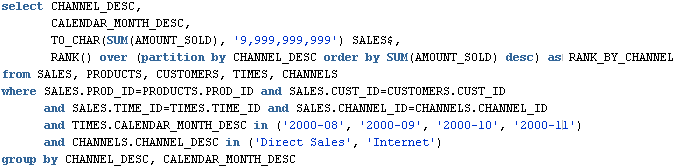 select CHANNEL_DESC,
CALENDAR_MONTH_DESC,
TO_CHAR(SUM(AMOUNT_SOLD), '9,999,999,999') SALES$,
RANK() over (partition by CHANNEL_DESC order by SUM(AMOUNT_SOLD) desc) as RANK_BY_CHANNEL
from SALES, PRODUCTS, CUSTOMERS, TIMES, CHANNELS
where SALES.PROD_ID=PRODUCTS.PROD_ID and SALES.CUST_ID=CUSTOMERS.CUST_ID
and SALES.TIME_ID=TIMES.TIME_ID and SALES.CHANNEL_ID=CHANNELS.CHANNEL_ID
and TIMES.CALENDAR_MONTH_DESC in ('2000-08', '2000-09', '2000-10', '2000-11')
and CHANNELS.CHANNEL_DESC in ('Direct Sales', 'Internet')
group by CHANNEL_DESC, CALENDAR_MONTH_DESC